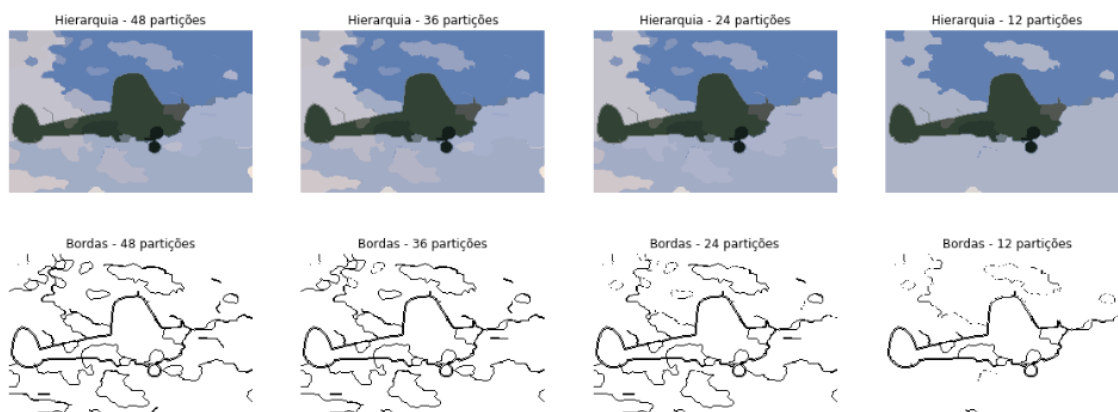 Hierarquia - 48 partições
Hierarquia - 36 partições
Hierarquia - 24 partições
Hierarquia - 12 partições
Bordas - 48 partições
Bordas - 36 partições
Bordas - 24 partições
Bordas - 12 partições